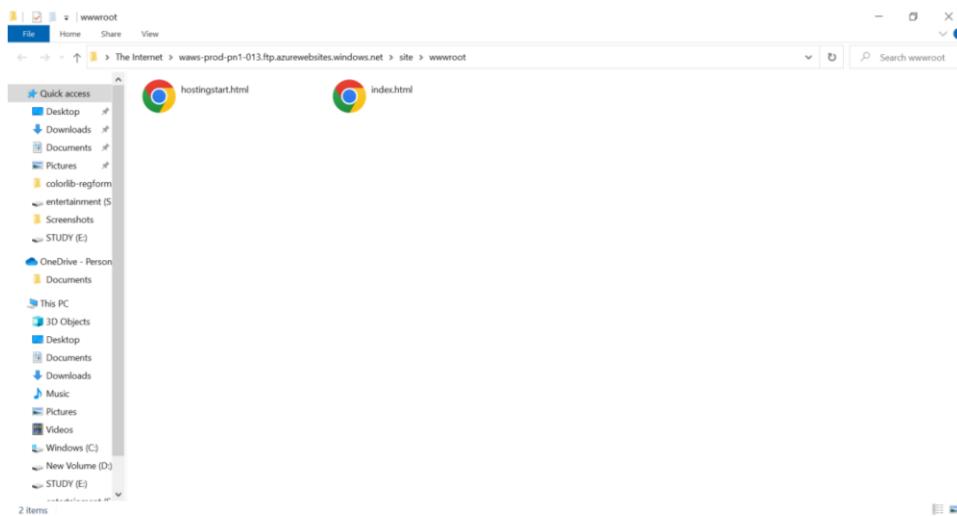 wwwroot
File Home Share View
The Internet > waws-prod-pn1-013.ftp.azurewebsites.windows.net > site > wwwroot
Search wwwroot
Quick access
Desktop
Downloads
Documents
Pictures
colorlib-regform
entertainment (S
Screenshots
STUDY (E:)
OneDrive - Person
Documents
This PC
3D Objects
Desktop
Documents
Downloads
Music
Pictures
Videos
Windows (C:)
New Volume (D:)
STUDY (E:)
hostingstart.html
index.html
2 items